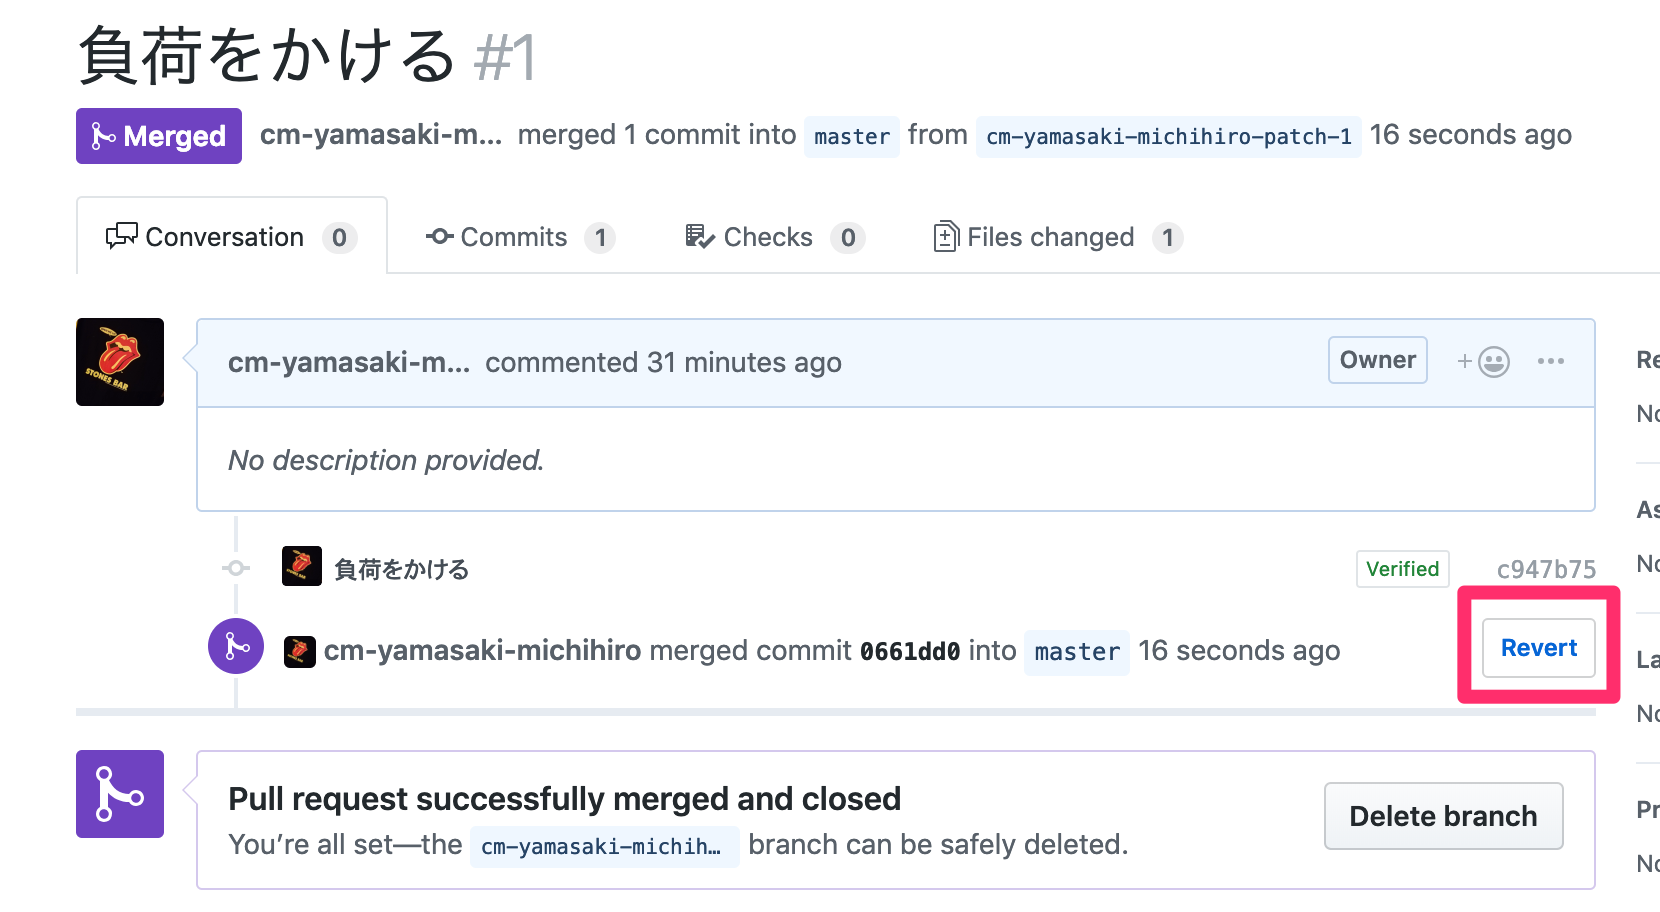 負荷をかける #1
Merged cm-yamasaki-m... merged 1 commit into master from cm-yamasaki-michihiro-patch-1 16 seconds ago
Conversation 0 Commits 1 Checks 0 Files changed 1
STONES BAR
cm-yamasaki-m... commented 31 minutes ago Owner
Re
No
No description provided.
As
No
負荷をかける Verified c947b75
cm-yamasaki-michihiro merged commit 0661dd0 into master 16 seconds ago Revert
La
No
Pull request successfully merged and closed
You’re all set—the cm-yamasaki-michih… branch can be safely deleted.
Delete branch
Pr
No